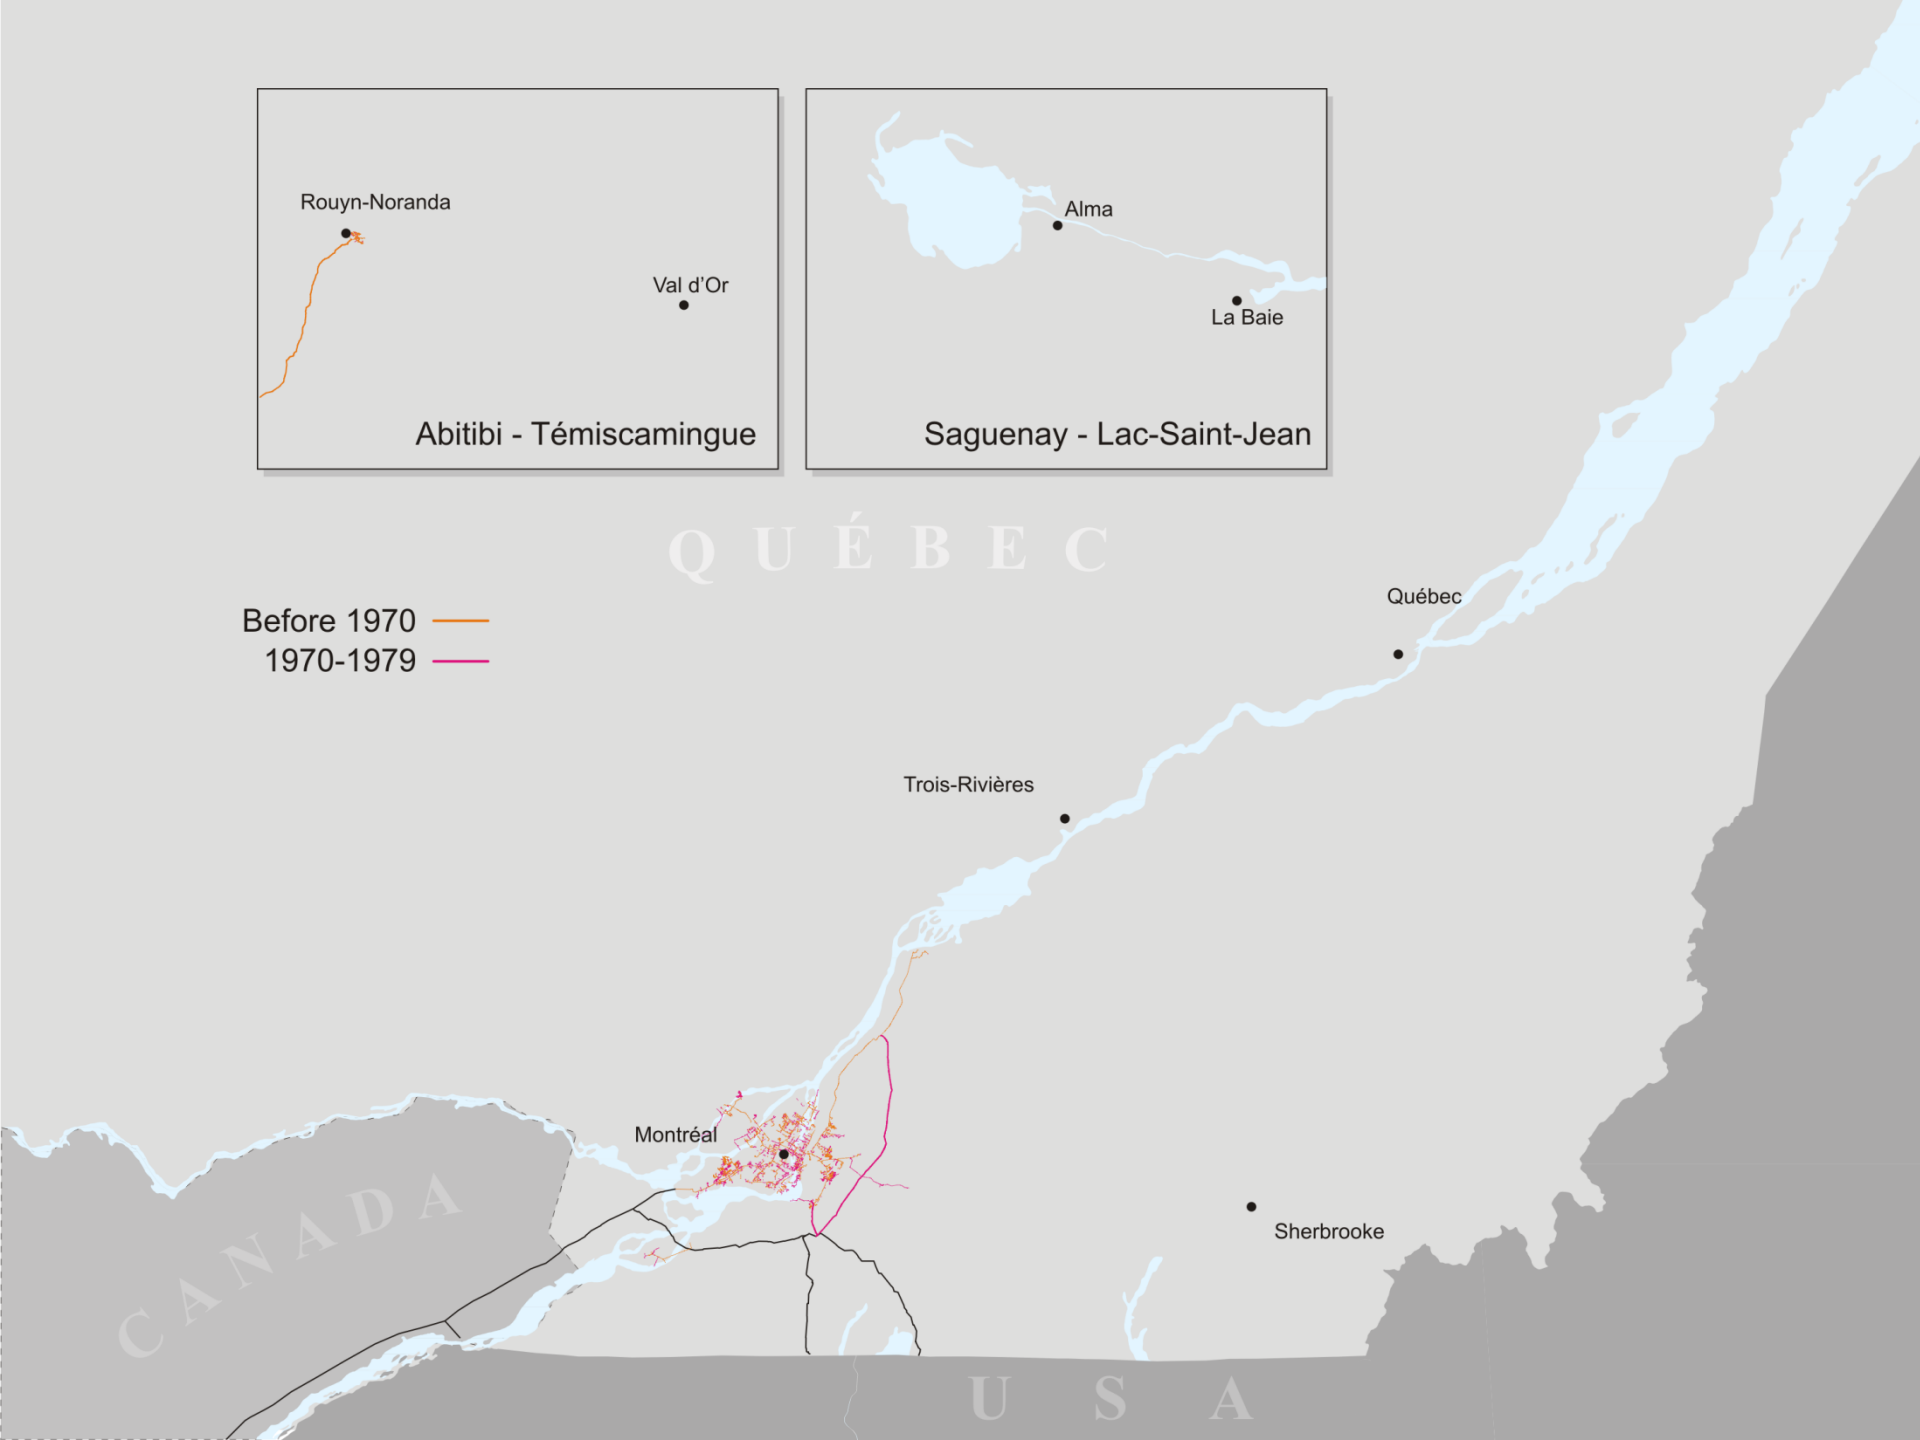 Rouyn-Noranda
Val d’Or
Abitibi - Témiscamingue
Alma
La Baie
Saguenay - Lac-Saint-Jean
QUÉBEC
Before 1970
1970-1979
Québec
Trois-Rivières
Montréal
Sherbrooke
CANADA
USA